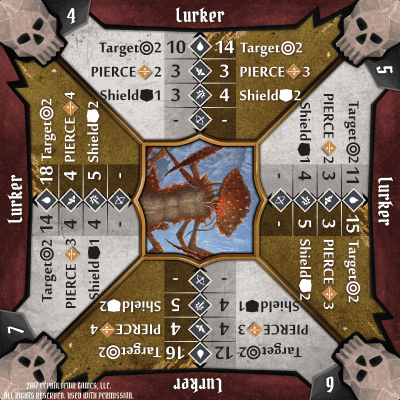 4
Lurker
Target 2 10 14 Target 2
PIERCE 2 3 3 PIERCE 3
Shield 1 3 4 Shield 2
- -
5
Lurker
Target 2 11 15 Target 2
PIERCE 2 3 3 PIERCE 3
Shield 1 4 5 Shield 2
- -
6
Lurker
Target 2 12 16 Target 2
PIERCE 3 4 4 PIERCE 4
Shield 1 4 5 Shield 2
- -
7
Lurker
Target 2 14 18 Target 2
PIERCE 3 4 4 PIERCE 4
Shield 1 4 5 Shield 2
- -
2017 CEPHALOFAIR GAMES, LLC.
ALL RIGHTS RESERVED. USED WITH PERMISSION.